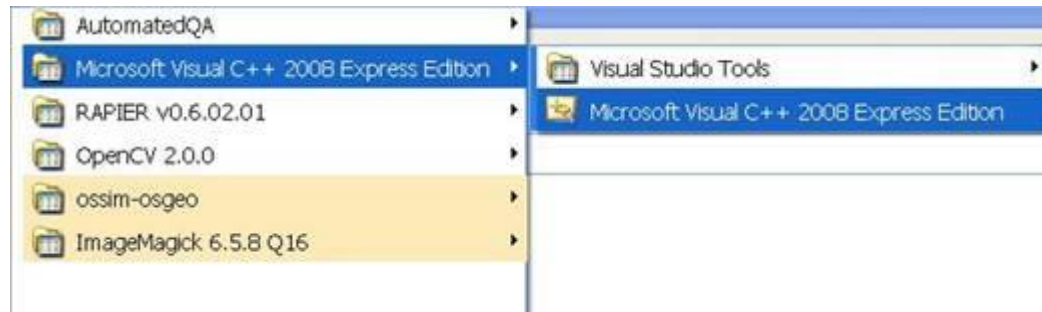 AutomatedQA
Microsoft Visual C++ 2008 Express Edition
RAPIER v0.6.02.01
OpenCV 2.0.0
ossim-osgeo
ImageMagick 6.5.8 Q16
Visual Studio Tools
Microsoft Visual C++ 2008 Express Edition